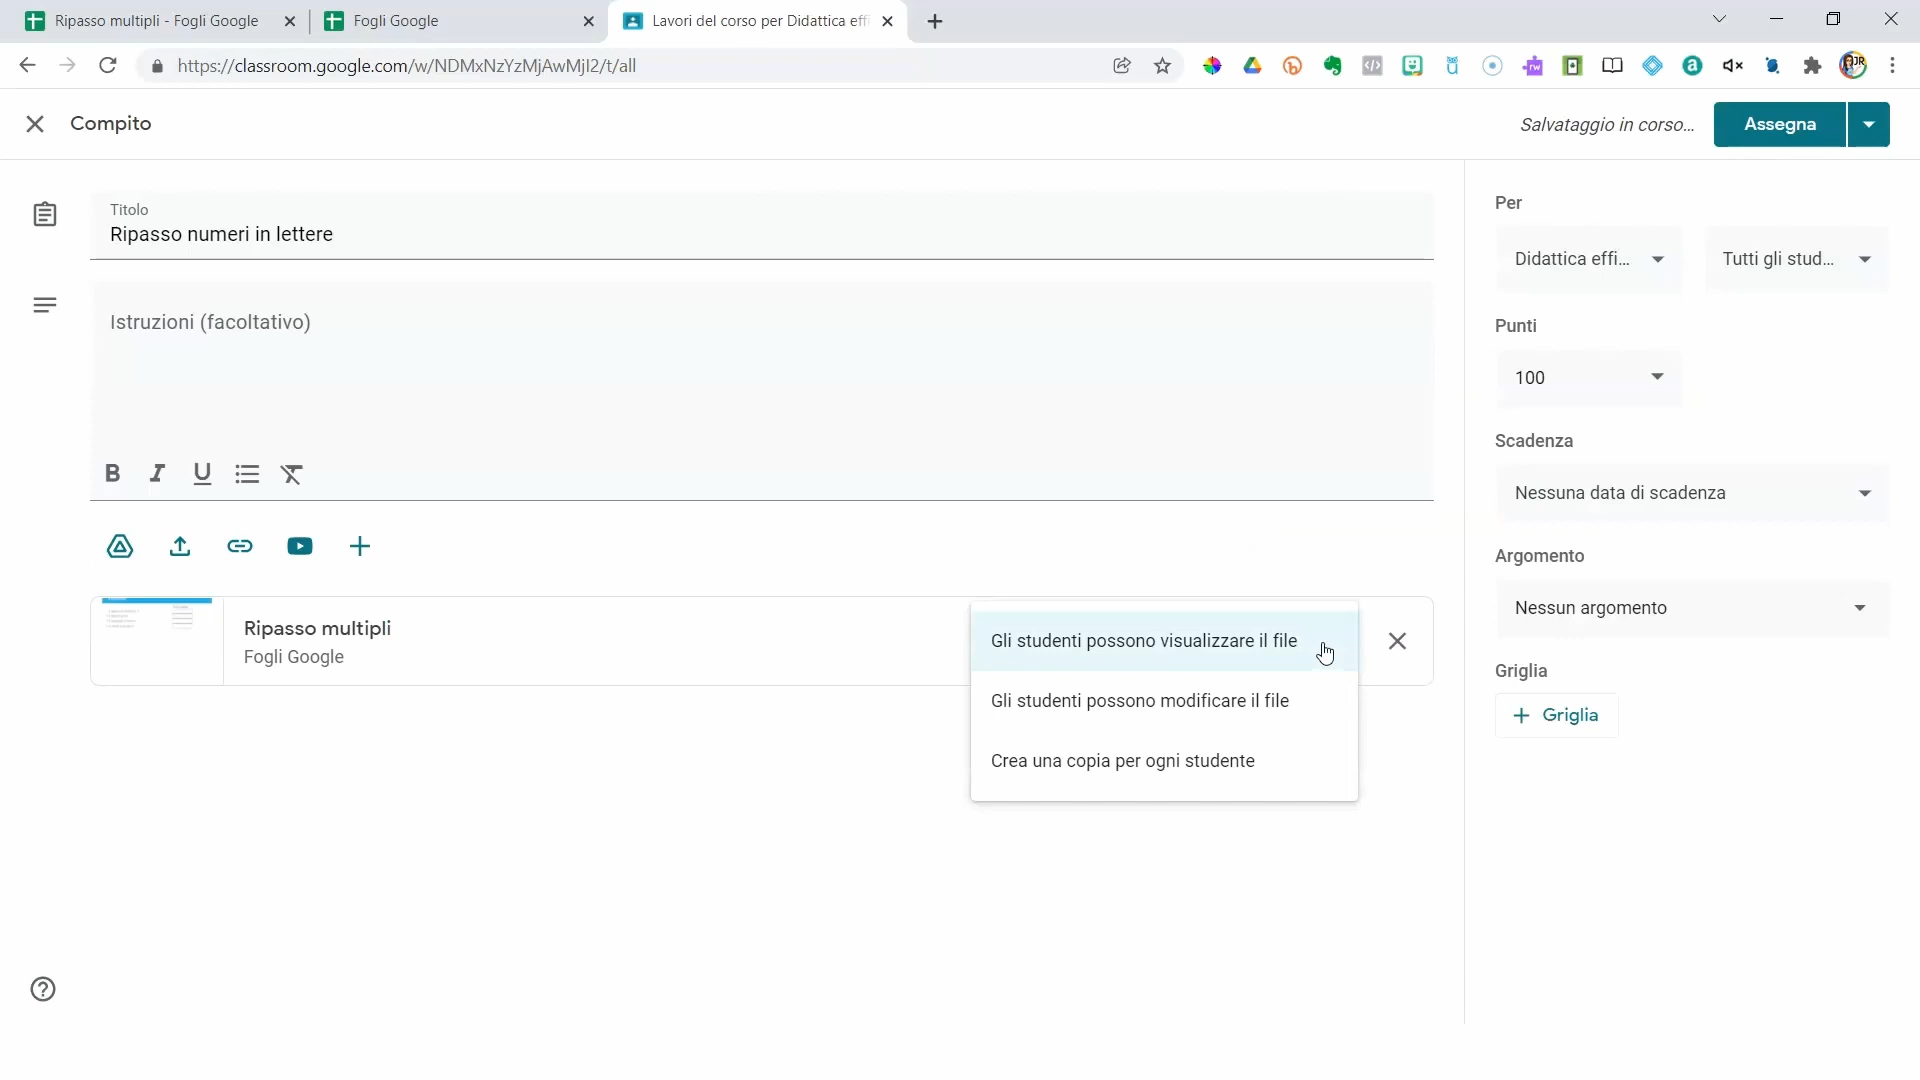 Ripasso multipli - Fogli Google
Fogli Google
Lavori del corso per Didattica eff
https://classroom.google.com/w/NDMxNzYzMjAwMjI2/t/all
Compito
Salvataggio in corso...
Assegna
Titolo
Ripasso numeri in lettere
Istruzioni (facoltativo)
Ripasso multipli
Fogli Google
Gli studenti possono visualizzare il file
Gli studenti possono modificare il file
Crea una copia per ogni studente
Per
Didattica effi...
Tutti gli stud...
Punti
100
Scadenza
Nessuna data di scadenza
Argomento
Nessun argomento
Griglia
Griglia